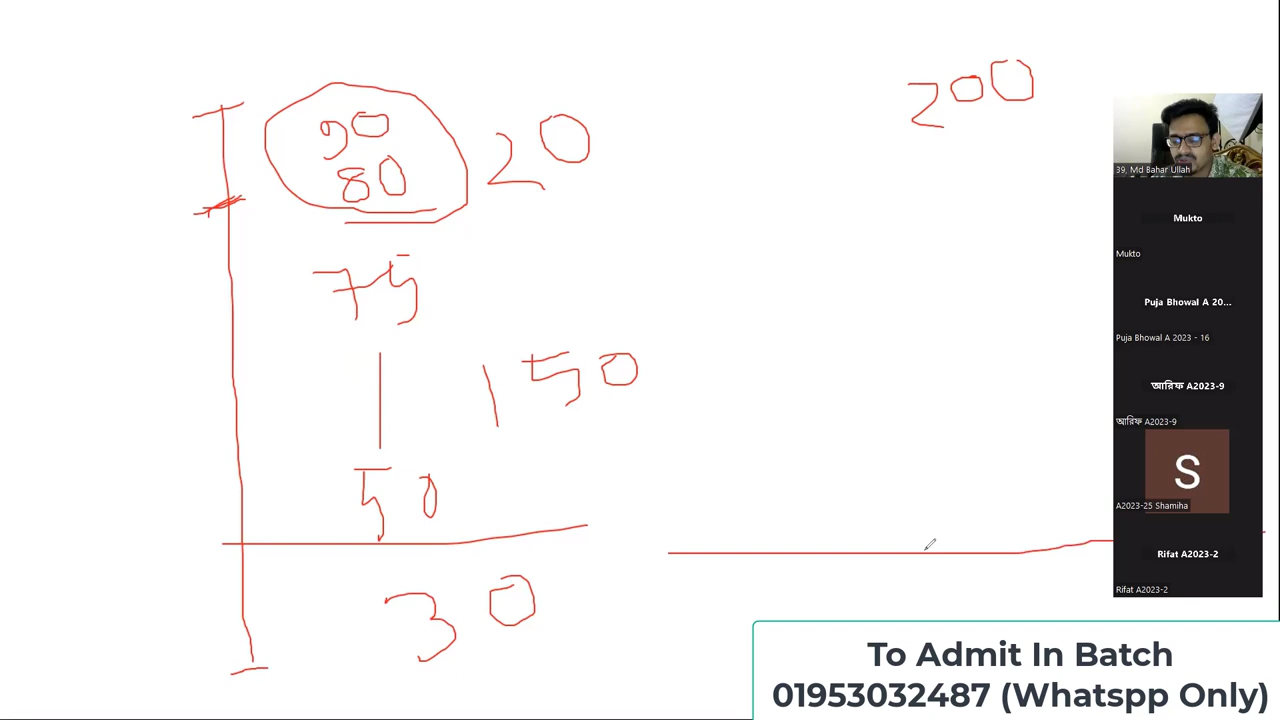 90
80
20
75
150
50
30
200
39, Md Bahar Ullah
Mukto
Mukto
Puja Bhowal A 20...
Puja Bhowal A 2023 - 16
আরিফ A2023-9
আরিফ A2023-9
S
A2023-25 Shamiha
Rifat A2023-2
Rifat A2023-2
To Admit In Batch
01953032487 (Whatspp Only)